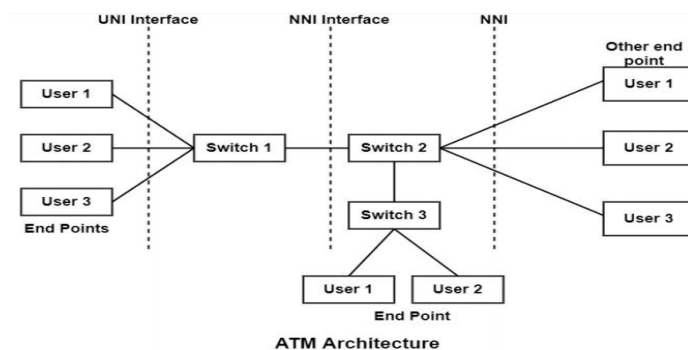 UNI Interface
NNI Interface
NNI
Other end
point
User 1
User 1
User 2
Switch 1
Switch 2
User 2
User 3
Switch 3
User 3
End Points
User 1
User 2
End Point
ATM Architecture